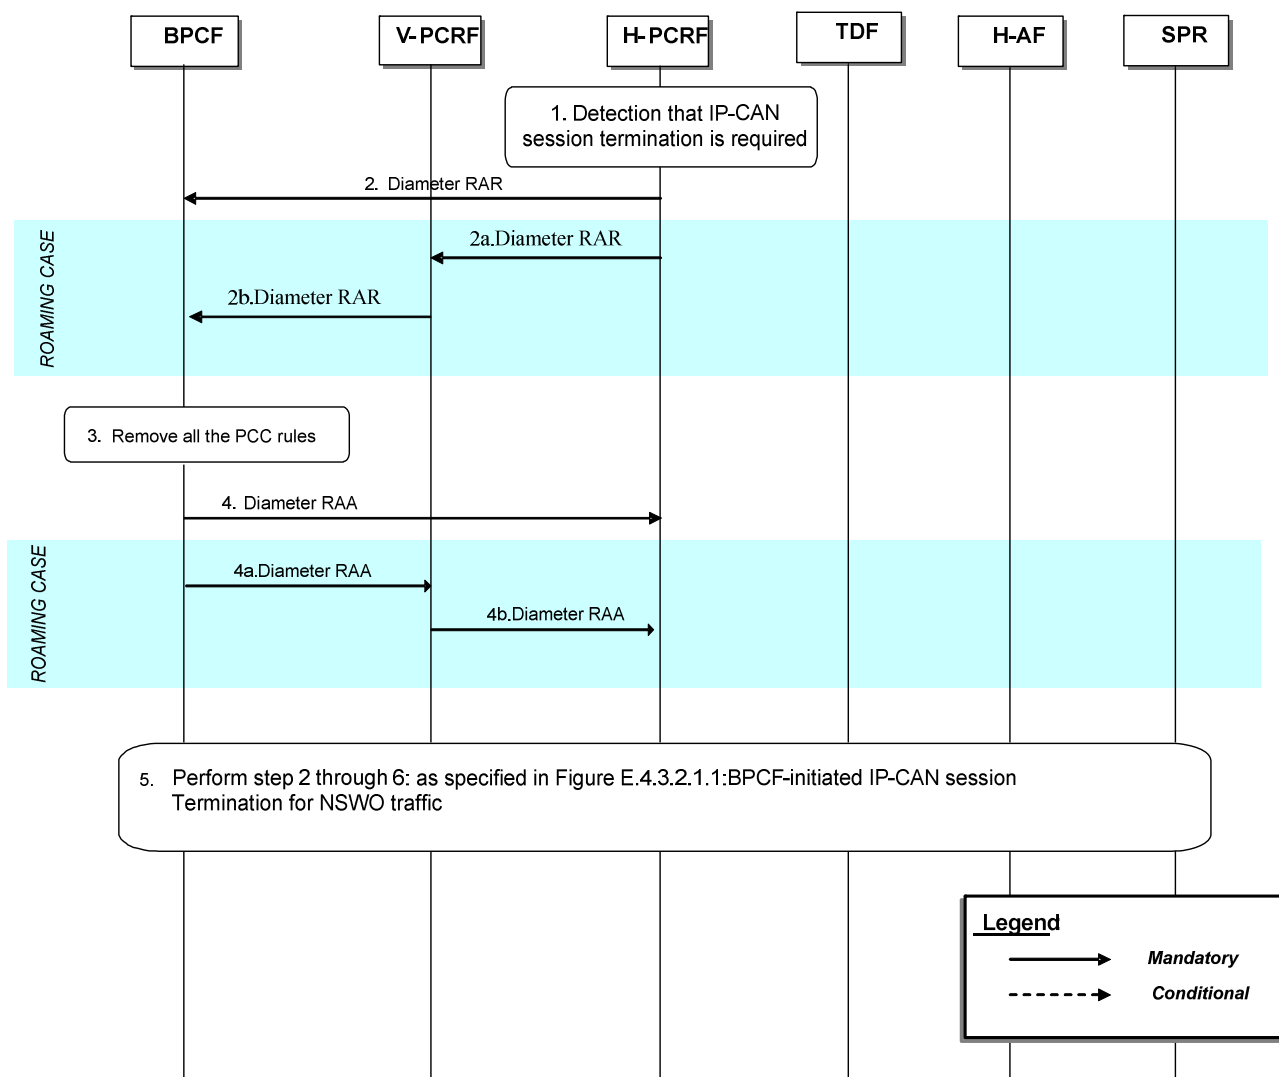 BPCF
V-PCRF
H-PCRF
TDF
H-AF
SPR
1. Detection that IP-CAN
session termination is required
2. Diameter RAR
ROAMING CASE
2a.Diameter RAR
2b.Diameter RAR
3. Remove all the PCC rules
4. Diameter RAA
ROAMING CASE
4a.Diameter RAA
4b.Diameter RAA
5. Perform step 2 through 6: as specified in Figure E.4.3.2.1.1:BPCF-initiated IP-CAN session
Termination for NSWO traffic
Legend
Mandatory
Conditional